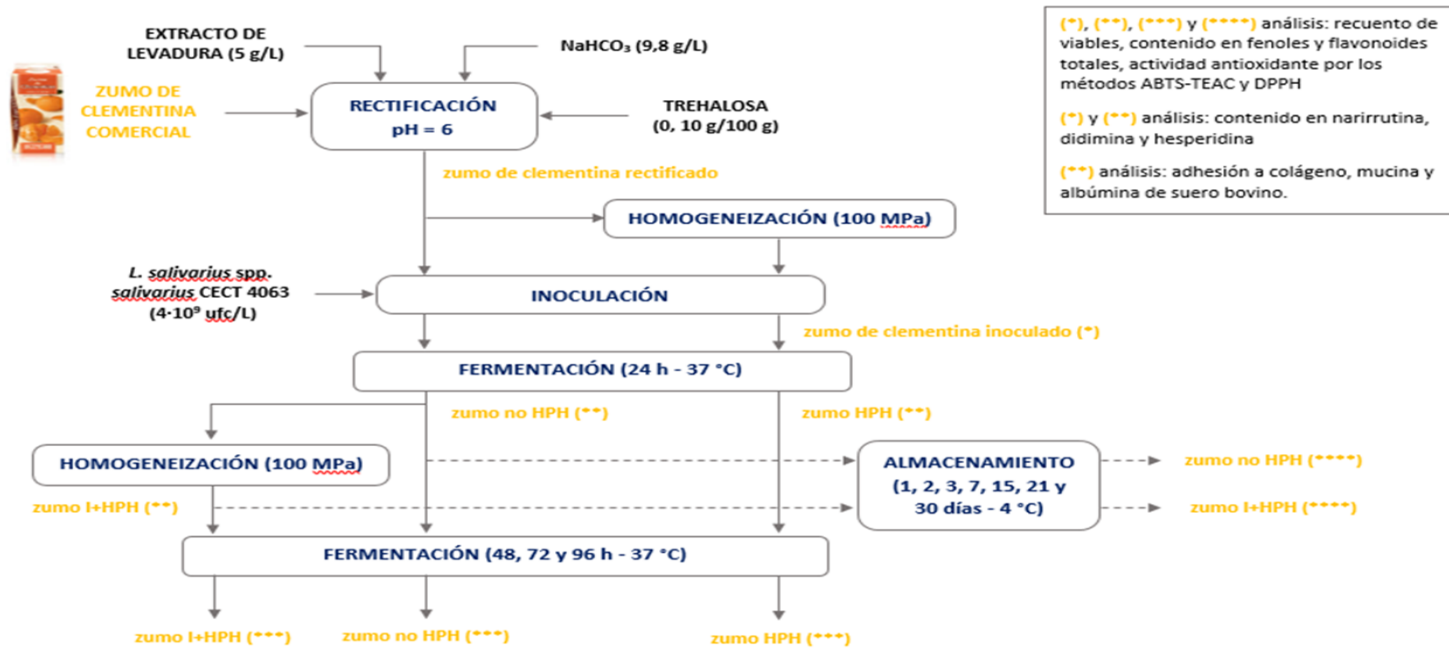 EXTRACTO DE
LEVADURA (5 g/L)
NaHCO₃ (9,8 g/L)
ZUMO DE
CLEMENTINA
COMERCIAL
RECTIFICACIÓN
pH = 6
TREHALOSA
(0, 10 g/100 g)
zumo de clementina rectificado
HOMOGENEIZACIÓN (100 MPa)
L. salivarius spp.
salivarius CECT 4063
(4·10⁹ ufc/L)
INOCULACIÓN
zumo de clementina inoculado (*)
FERMENTACIÓN (24 h - 37 °C)
zumo no HPH (**)
zumo HPH (**)
HOMOGENEIZACIÓN (100 MPa)
zumo I+HPH (**)
ALMACENAMIENTO
(1, 2, 3, 7, 15, 21 y
30 días - 4 °C)
zumo no HPH (****)
zumo I+HPH (****)
FERMENTACIÓN (48, 72 y 96 h - 37 °C)
zumo I+HPH (***)
zumo no HPH (***)
zumo HPH (***)
(*), (**), (***) y (****) análisis: recuento de
viables, contenido en fenoles y flavonoides
totales, actividad antioxidante por los
métodos ABTS-TEAC y DPPH
(*) y (**) análisis: contenido en narirrutina,
didimina y hesperidina
(**) análisis: adhesión a colágeno, mucina y
albúmina de suero bovino.